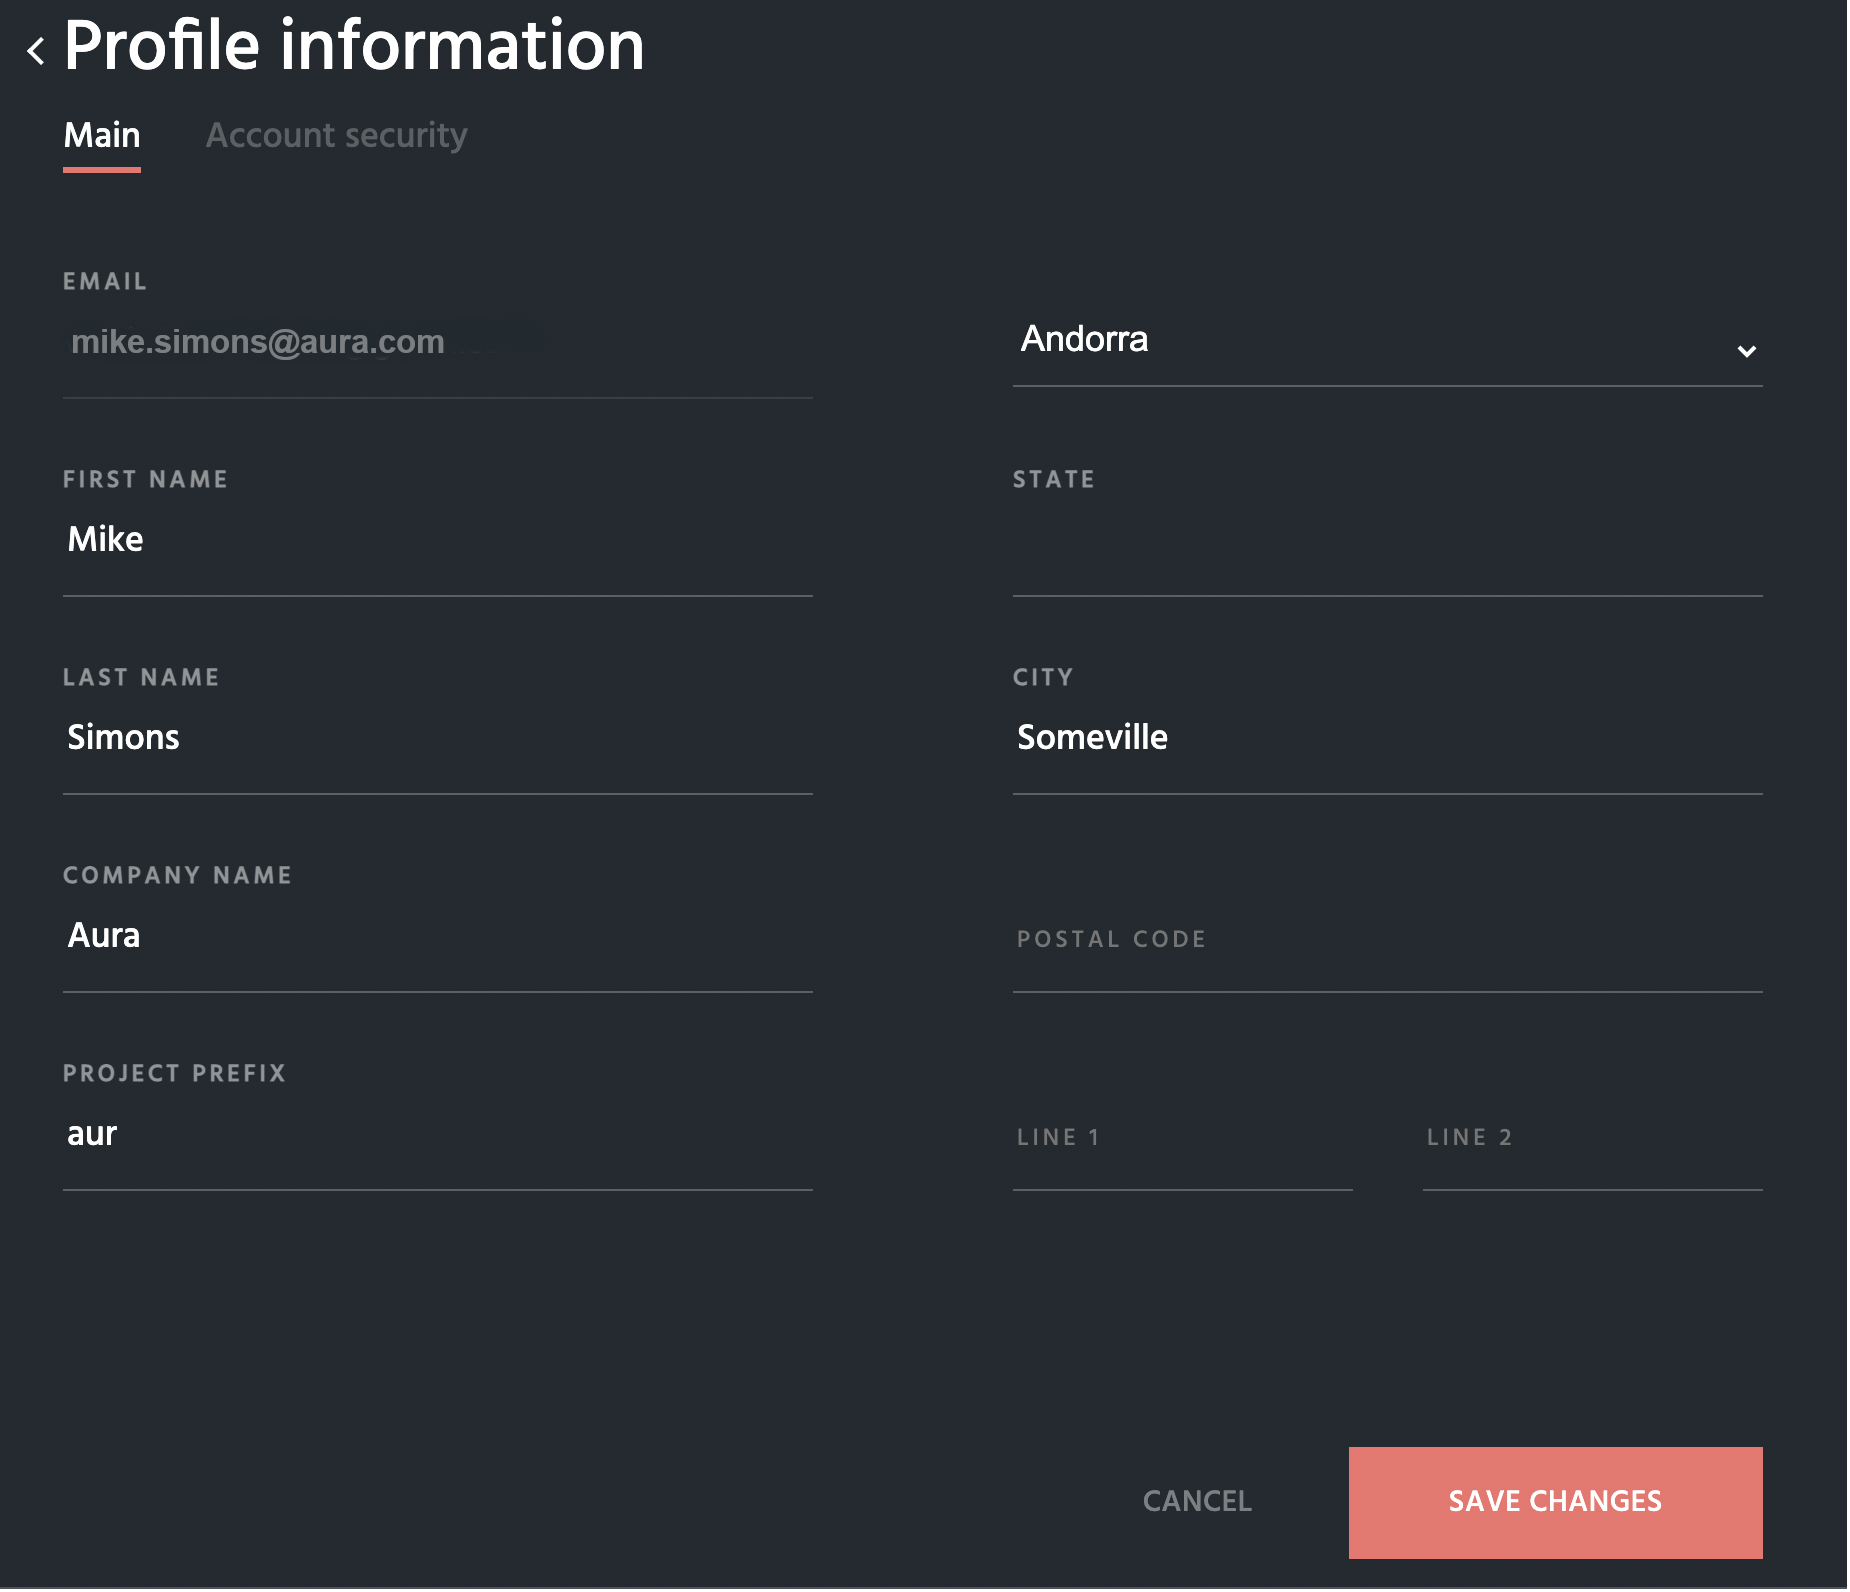 Profile information
Main
Account security
EMAIL
mike.simons@aura.com
Andorra
FIRST NAME
Mike
STATE
LAST NAME
Simons
CITY
Someville
COMPANY NAME
Aura
POSTAL CODE
PROJECT PREFIX
aur
LINE 1
LINE 2
CANCEL
SAVE CHANGES